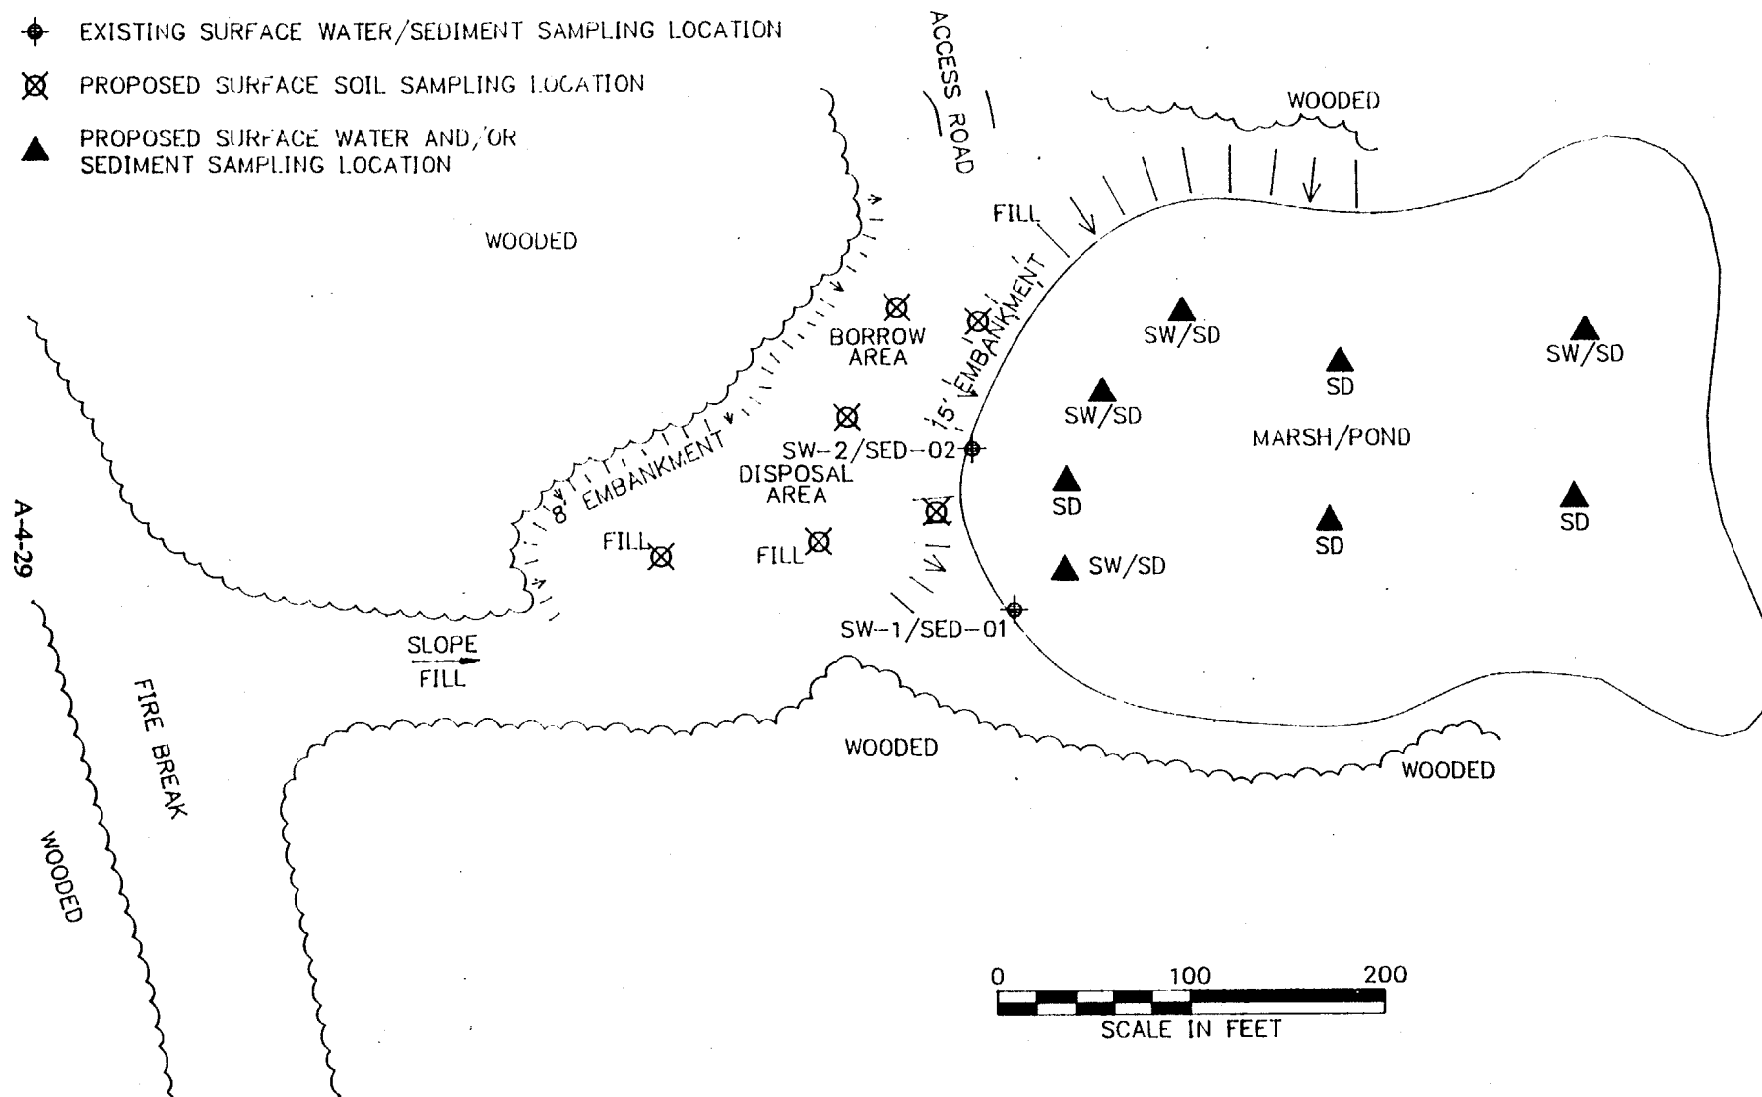 EXISTING SURFACE WATER/SEDIMENT SAMPLING LOCATION
PROPOSED SURFACE SOIL SAMPLING LOCATION
PROPOSED SURFACE WATER AND/OR
SEDIMENT SAMPLING LOCATION
ACCESS ROAD
WOODED
WOODED
FILL
15' EMBANKMENT
BORROW
AREA
SW/SD
SW/SD
SD
SW/SD
MARSH/POND
SW-2/SED-02
DISPOSAL
AREA
8' EMBANKMENT
SD
SD
SD
FILL
FILL
SW/SD
A-4-29
SW-1/SED-01
SLOPE
FILL
FIRE BREAK
WOODED
WOODED
WOODED
0 100 200
SCALE IN FEET